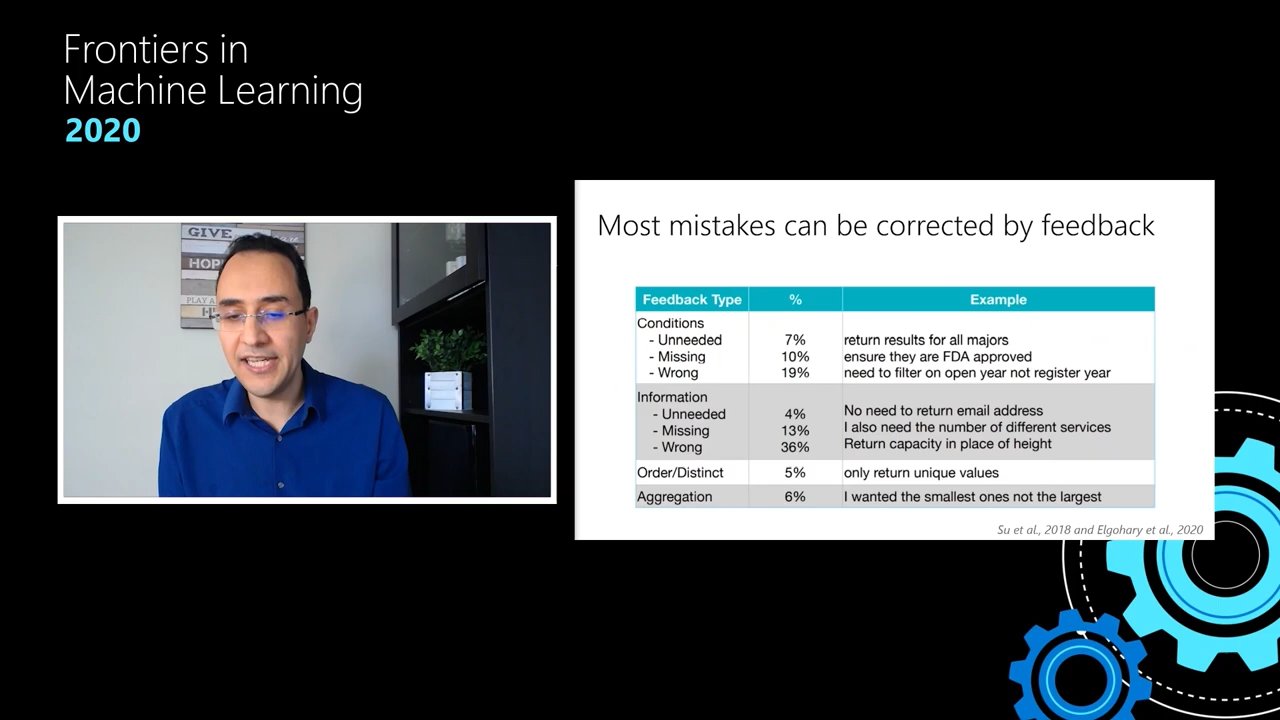 Frontiers in
Machine Learning
2020
GIVE
HOP
PLAY A
Most mistakes can be corrected by feedback
Feedback Type % Example
Conditions
- Unneeded 7% return results for all majors
- Missing 10% ensure they are FDA approved
- Wrong 19% need to filter on open year not register year
Information
- Unneeded 4% No need to return email address
- Missing 13% I also need the number of different services
- Wrong 36% Return capacity in place of height
Order/Distinct 5% only return unique values
Aggregation 6% I wanted the smallest ones not the largest
Su et al., 2018 and Elgohary et al., 2020